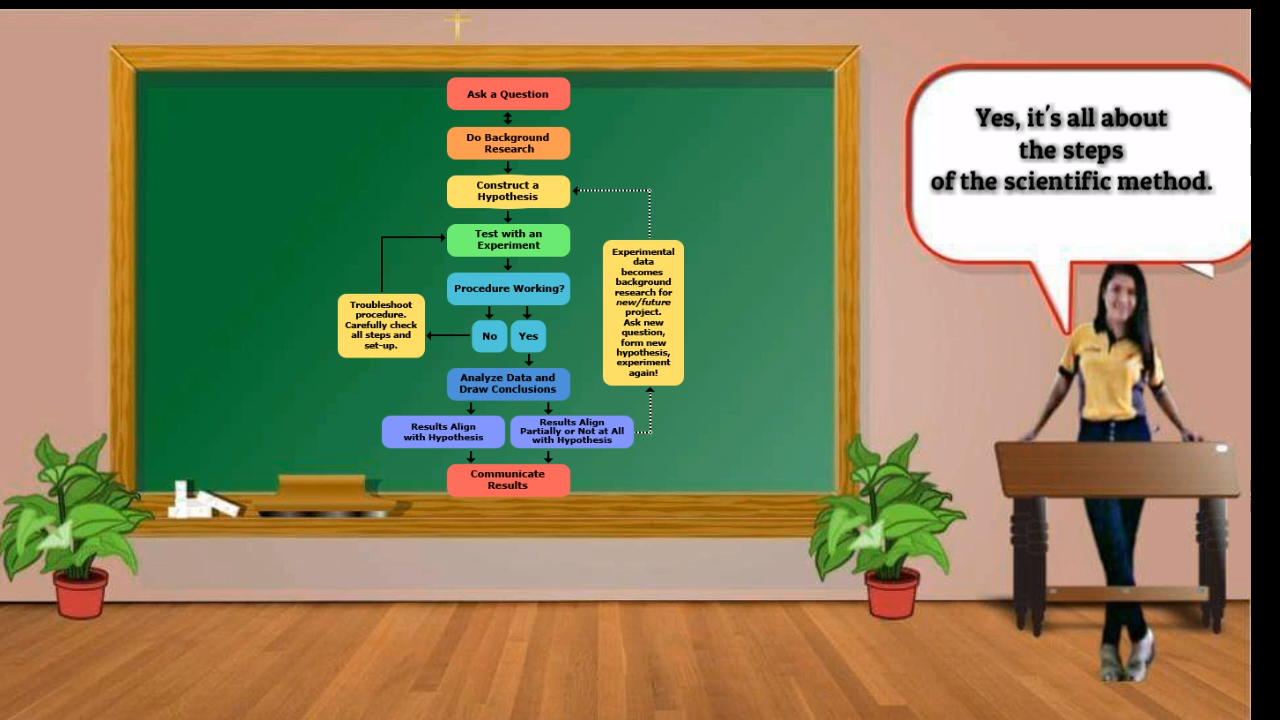 Ask a Question
Do Background
Research
Construct a
Hypothesis
Test with an
Experiment
Procedure Working?
No
Yes
Troubleshoot
procedure.
Carefully check
all steps and
set-up.
Experimental
data
becomes
background
research for
new/future
project.
Ask new
question,
form new
hypothesis,
experiment
again!
Analyze Data and
Draw Conclusions
Results Align
with Hypothesis
Results Align
Partially or Not at All
with Hypothesis
Communicate
Results
Yes, it's all about
the steps
of the scientific method.